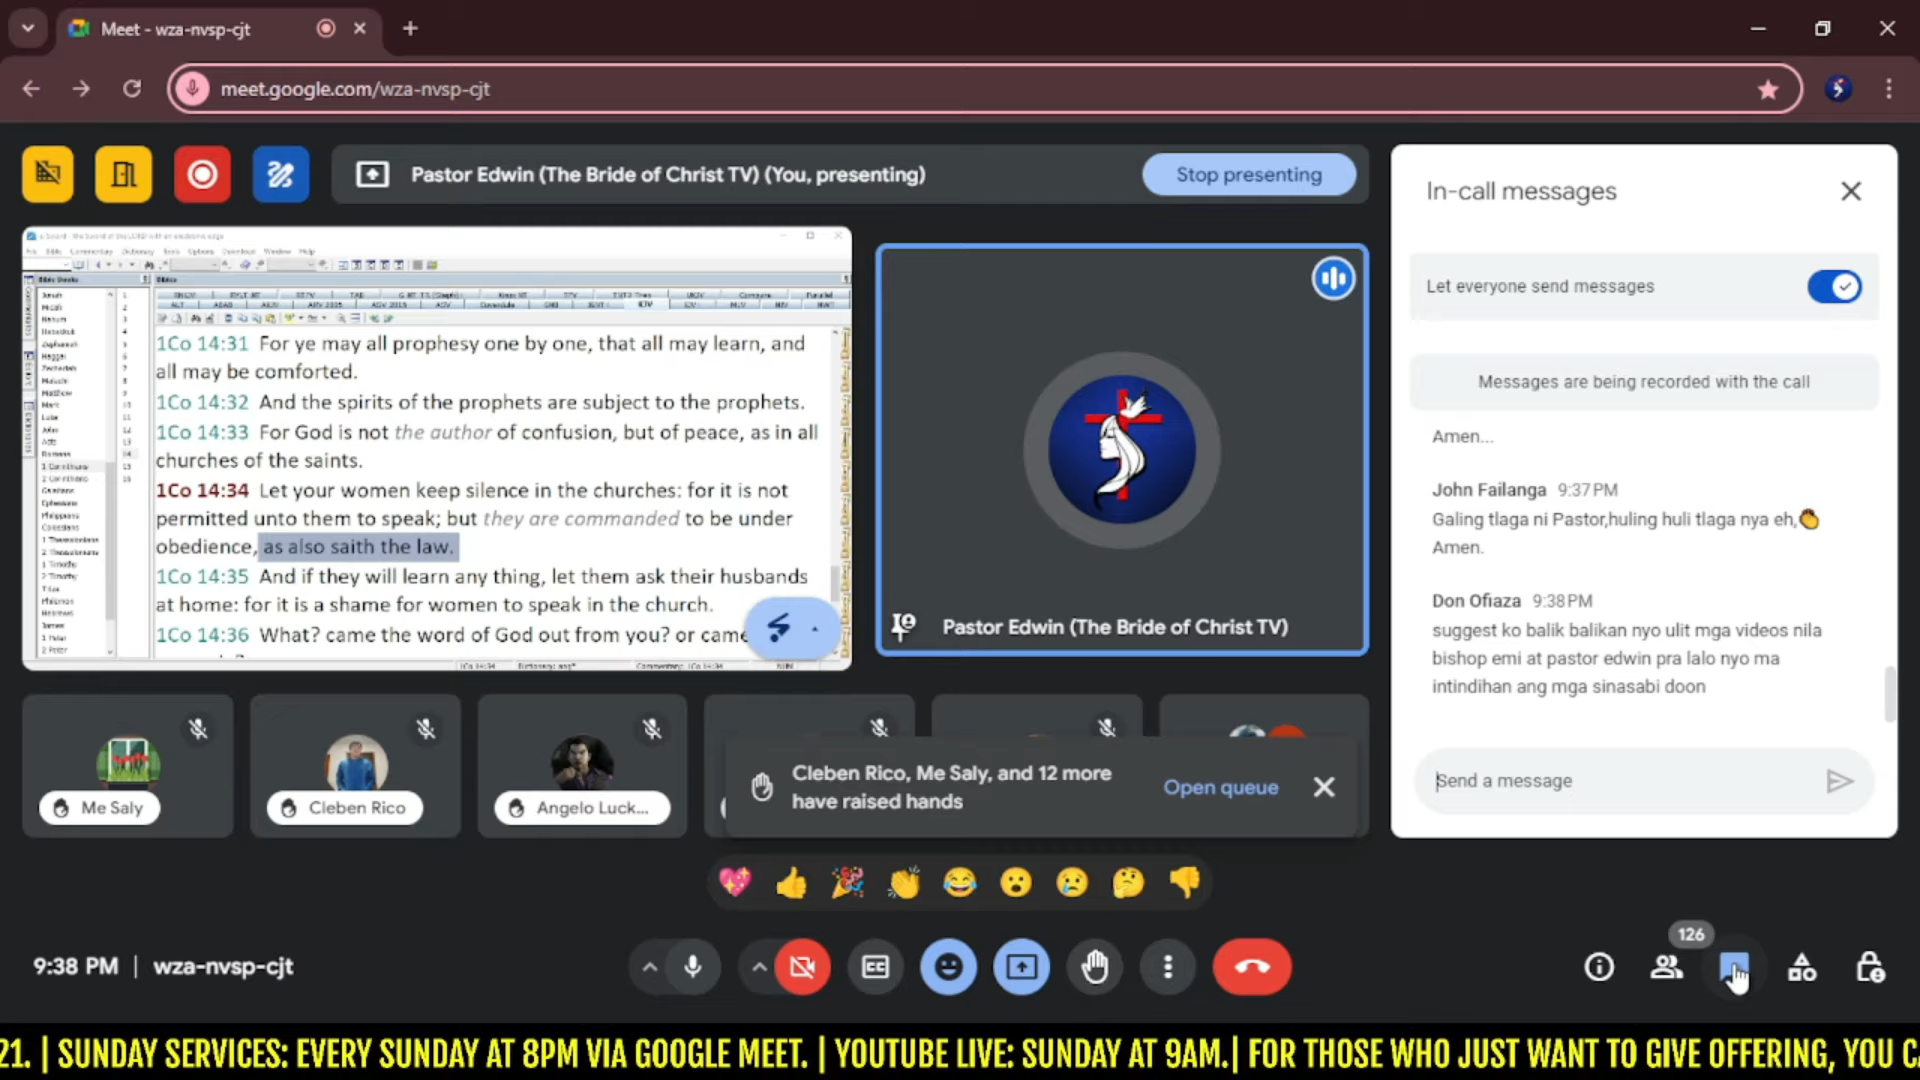 Meet - wza-nvsp-cjt
meet.google.com/wza-nvsp-cjt
Pastor Edwin (The Bride of Christ TV) (You, presenting)
Stop presenting
1Co 14:31 For ye may all prophesy one by one, that all may learn, and
all may be comforted.
1Co 14:32 And the spirits of the prophets are subject to the prophets.
1Co 14:33 For God is not the author of confusion, but of peace, as in all
churches of the saints.
1Co 14:34 Let your women keep silence in the churches: for it is not
permitted unto them to speak; but they are commanded to be under
obedience, as also saith the law.
1Co 14:35 And if they will learn any thing, let them ask their husbands
at home: for it is a shame for women to speak in the church.
1Co 14:36 What? came the word of God out from you? or came
Pastor Edwin (The Bride of Christ TV)
In-call messages
Let everyone send messages
Messages are being recorded with the call
Amen...
John Failanga 9:37 PM
Galing tlaga ni Pastor,huling huli tlaga nya eh,👏
Amen.
Don Ofiaza 9:38 PM
suggest ko balik balikan nyo ulit mga videos nila
bishop emi at pastor edwin pra lalo nyo ma
intindihan ang mga sinasabi doon
Send a message
Me Saly
Cleben Rico
Angelo Luck...
Cleben Rico, Me Saly, and 12 more
have raised hands
Open queue
126
9:38 PM | wza-nvsp-cjt
21. | SUNDAY SERVICES: EVERY SUNDAY AT 8PM VIA GOOGLE MEET. | YOUTUBE LIVE: SUNDAY AT 9AM.| FOR THOSE WHO JUST WANT TO GIVE OFFERING, YOU C